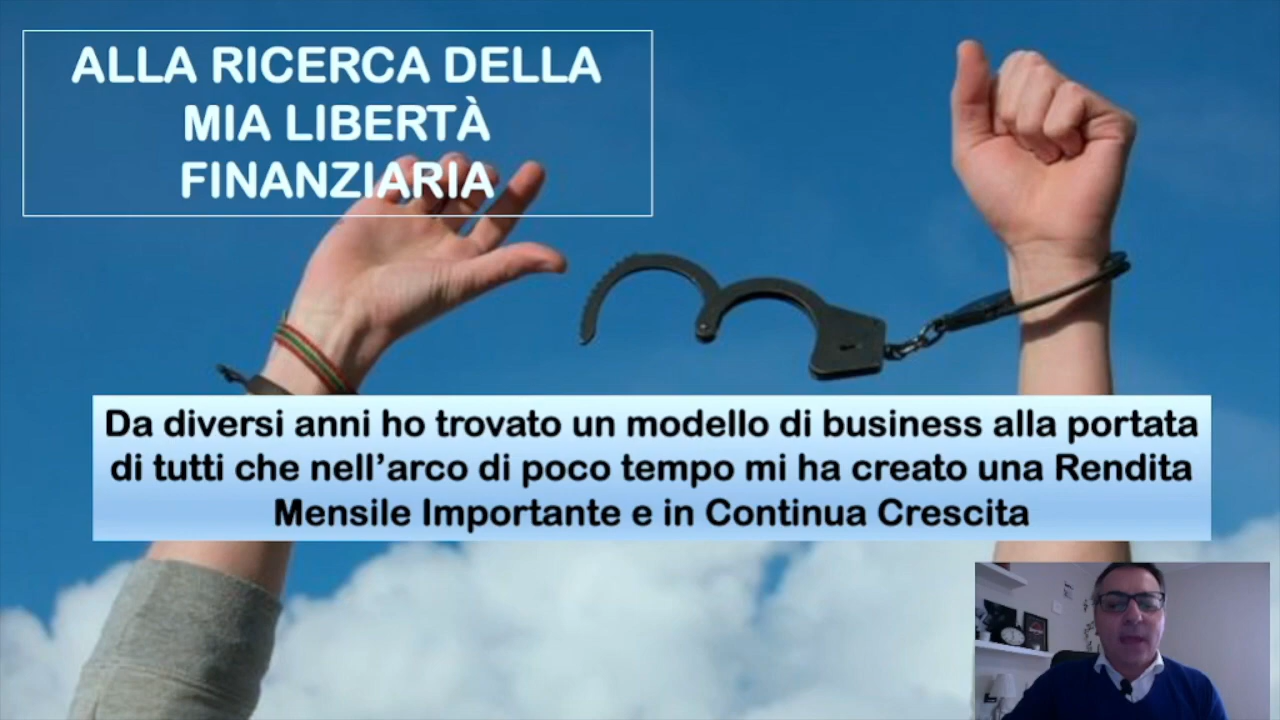 ALLA RICERCA DELLA
MIA LIBERTÀ
FINANZIARIA
Da diversi anni ho trovato un modello di business alla portata
di tutti che nell’arco di poco tempo mi ha creato una Rendita
Mensile Importante e in Continua Crescita